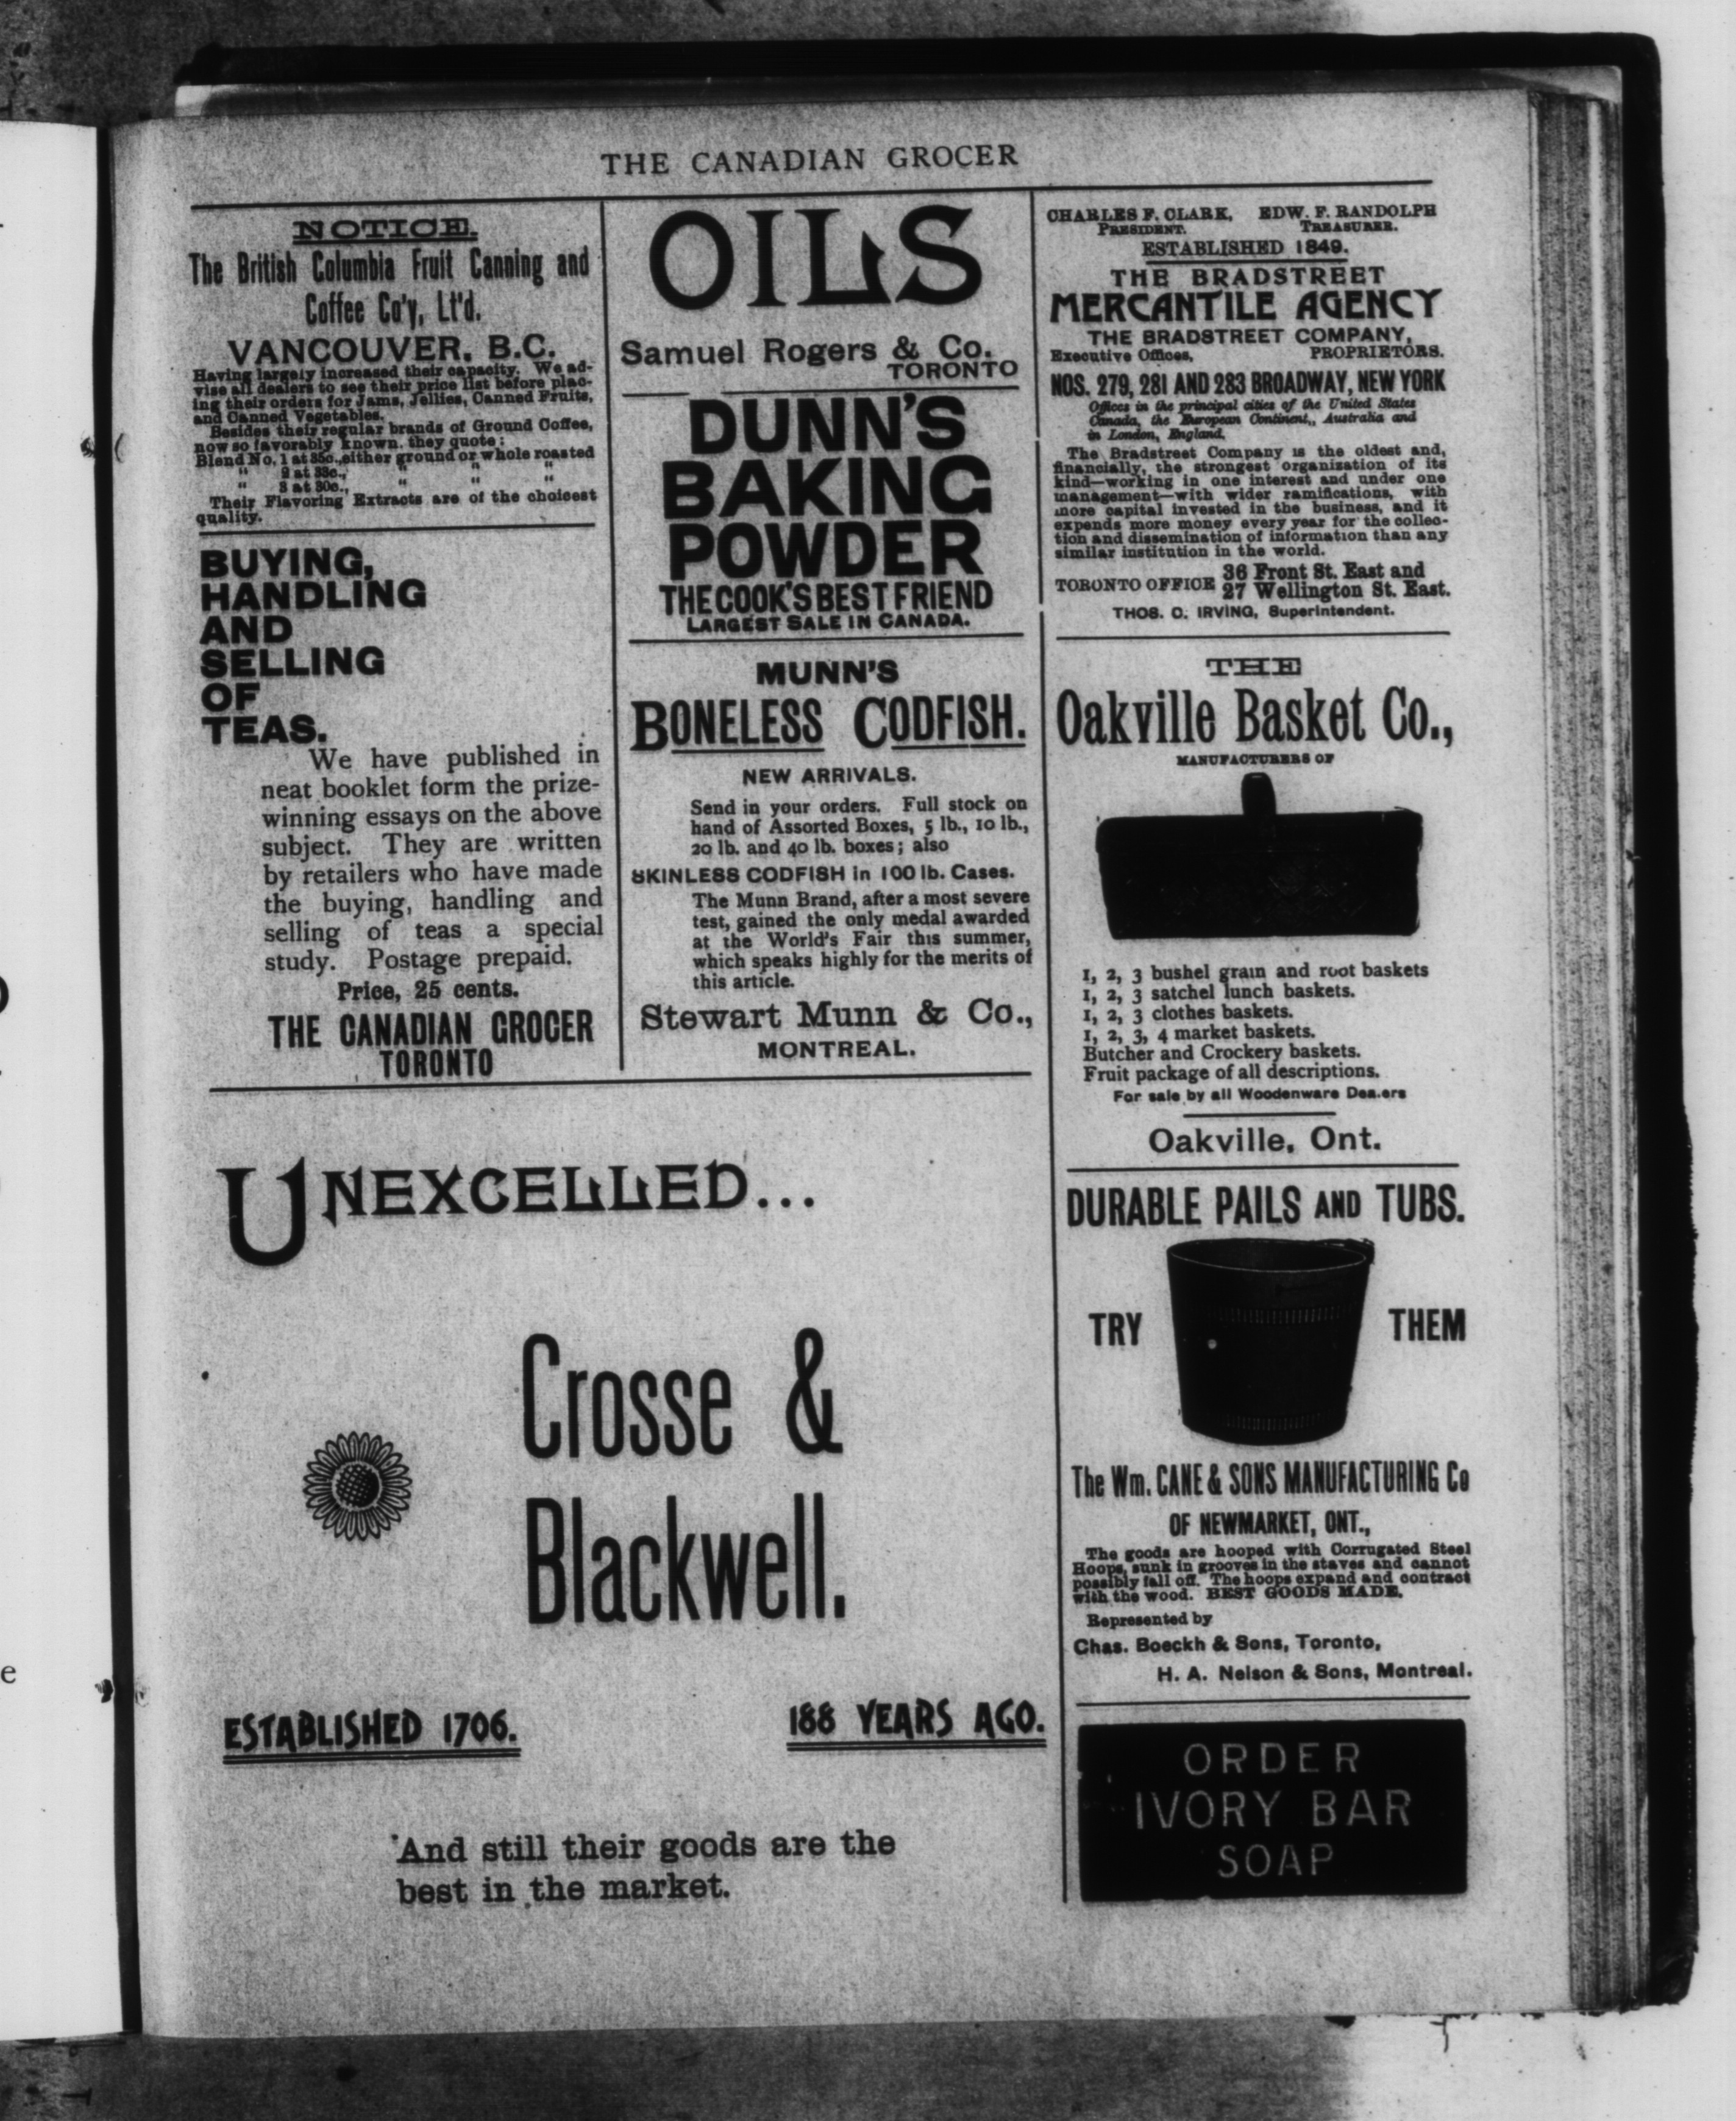 THE CANADIAN GROCER
NOTICE.
The British Columbia Fruit Canning and
Coffee Co'y, Lt'd.
VANCOUVER, B.C.
Having largely increased their capacity. We ad-
vise all dealers to see their price list before plac-
ing their orders for Jams, Jellies, Canned Fruits,
and Canned Vegetables.
Besides their regular brands of Ground Coffee,
now so favorably known, they quote:
Blend No. 1 at 35c., either ground or whole roasted
" 2 at 33c., " " "
" 3 at 30c., " " "
Their Flavoring Extracts are of the choicest
quality.
BUYING,
HANDLING
AND
SELLING
OF
TEAS.
We have published in
neat booklet form the prize-
winning essays on the above
subject. They are written
by retailers who have made
the buying, handling and
selling of teas a special
study. Postage prepaid.
Price, 25 cents.
THE CANADIAN GROCER
TORONTO
OILS
Samuel Rogers & Co.
TORONTO
DUNN'S
BAKING
POWDER
THE COOK'S BEST FRIEND
LARGEST SALE IN CANADA.
MUNN'S
BONELESS CODFISH.
NEW ARRIVALS.
Send in your orders. Full stock on
hand of Assorted Boxes, 5 lb., 10 lb.,
20 lb. and 40 lb. boxes; also
SKINLESS CODFISH in 100 lb. Cases.
The Munn Brand, after a most severe
test, gained the only medal awarded
at the World's Fair this summer,
which speaks highly for the merits of
this article.
Stewart Munn & Co.,
MONTREAL.
CHARLES F. CLARK, EDW. F. RANDOLPH
PRESIDENT. TREASURER.
ESTABLISHED 1849.
THE BRADSTREET
MERCANTILE AGENCY
THE BRADSTREET COMPANY,
Executive Offices, PROPRIETORS.
NOS. 279, 281 AND 283 BROADWAY, NEW YORK
Offices in the principal cities of the United States
Canada, the European Continent,, Australia and
in London, England.
The Bradstreet Company is the oldest and,
financially, the strongest organization of its
kind—working in one interest and under one
management—with wider ramifications, with
more capital invested in the business, and it
expends more money every year for the collec-
tion and dissemination of information than any
similar institution in the world.
TORONTO OFFICE 36 Front St. East and
27 Wellington St. East.
THOS. C. IRVING, Superintendent.
THE
Oakville Basket Co.,
MANUFACTURERS OF
1, 2, 3 bushel grain and root baskets
1, 2, 3 satchel lunch baskets.
1, 2, 3 clothes baskets.
1, 2, 3, 4 market baskets.
Butcher and Crockery baskets.
Fruit package of all descriptions.
For sale by all Woodenware Dea.ers
Oakville, Ont.
DURABLE PAILS AND TUBS.
TRY THEM
The Wm. CANE & SONS MANUFACTURING Co
OF NEWMARKET, ONT.,
The goods are hooped with Corrugated Steel
Hoops, sunk in grooves in the staves and cannot
possibly fall off. The hoops expand and contract
with the wood. BEST GOODS MADE.
Represented by
Chas. Boeckh & Sons, Toronto,
H. A. Nelson & Sons, Montreal.
ORDER
IVORY BAR
SOAP
UNEXCELLED...
Crosse &
Blackwell.
ESTABLISHED 1706. 188 YEARS AGO.
And still their goods are the
best in the market.